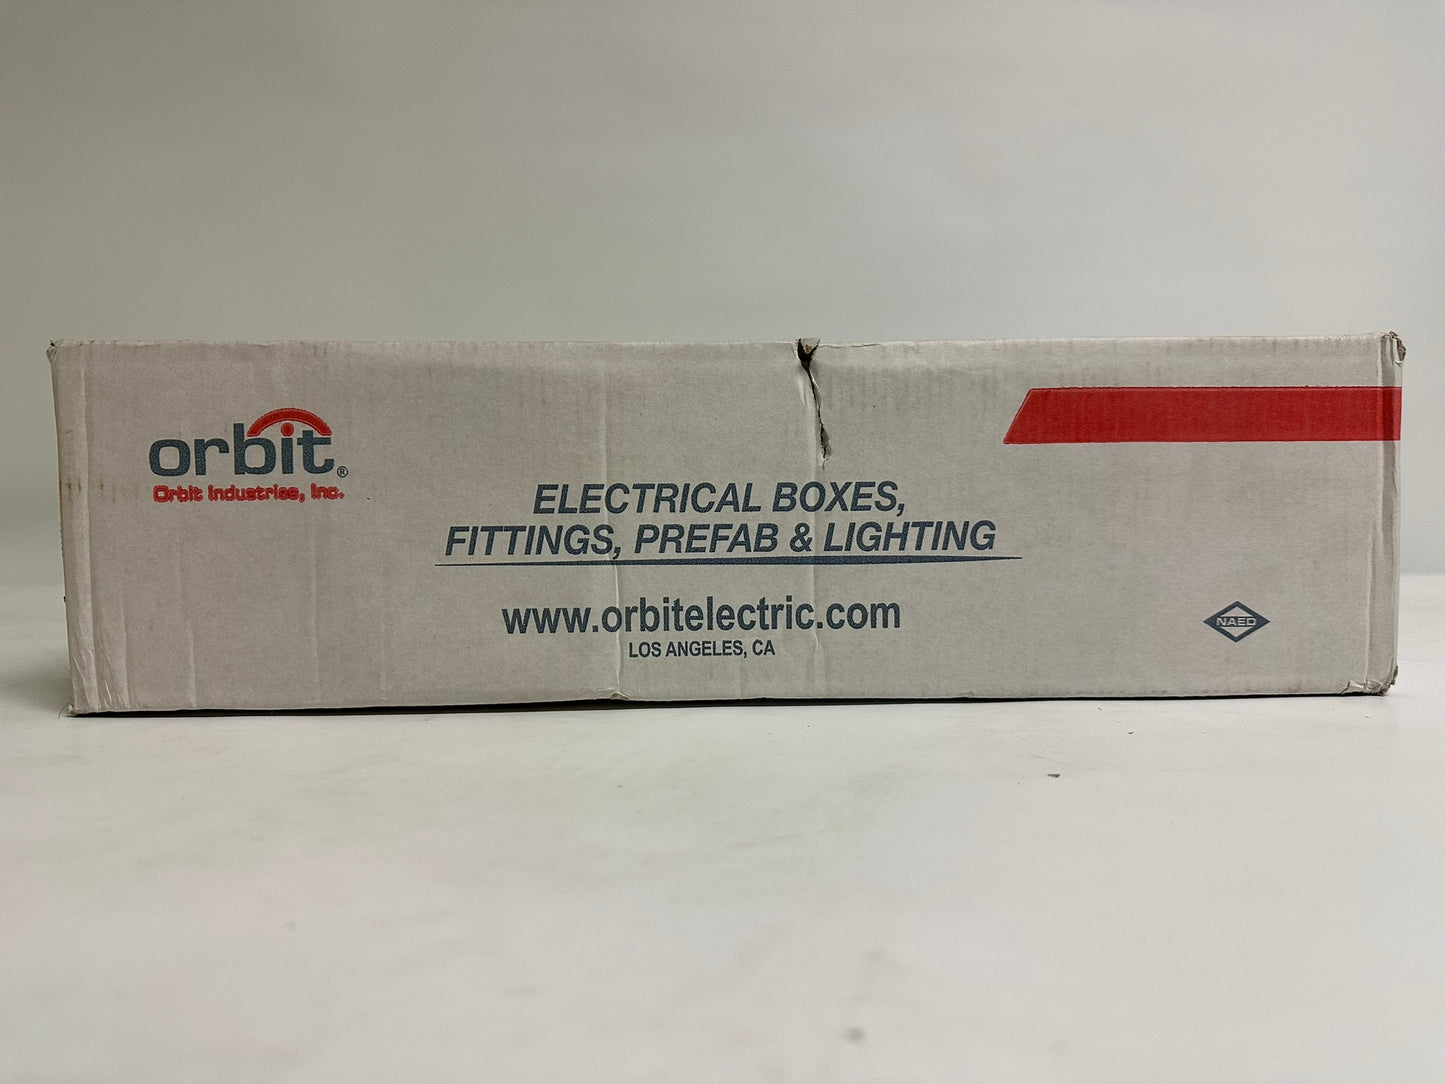 orbit®
Orbit Industries, Inc.
ELECTRICAL BOXES,
FITTINGS, PREFAB & LIGHTING
www.orbitelectric.com
LOS ANGELES, CA
NAED